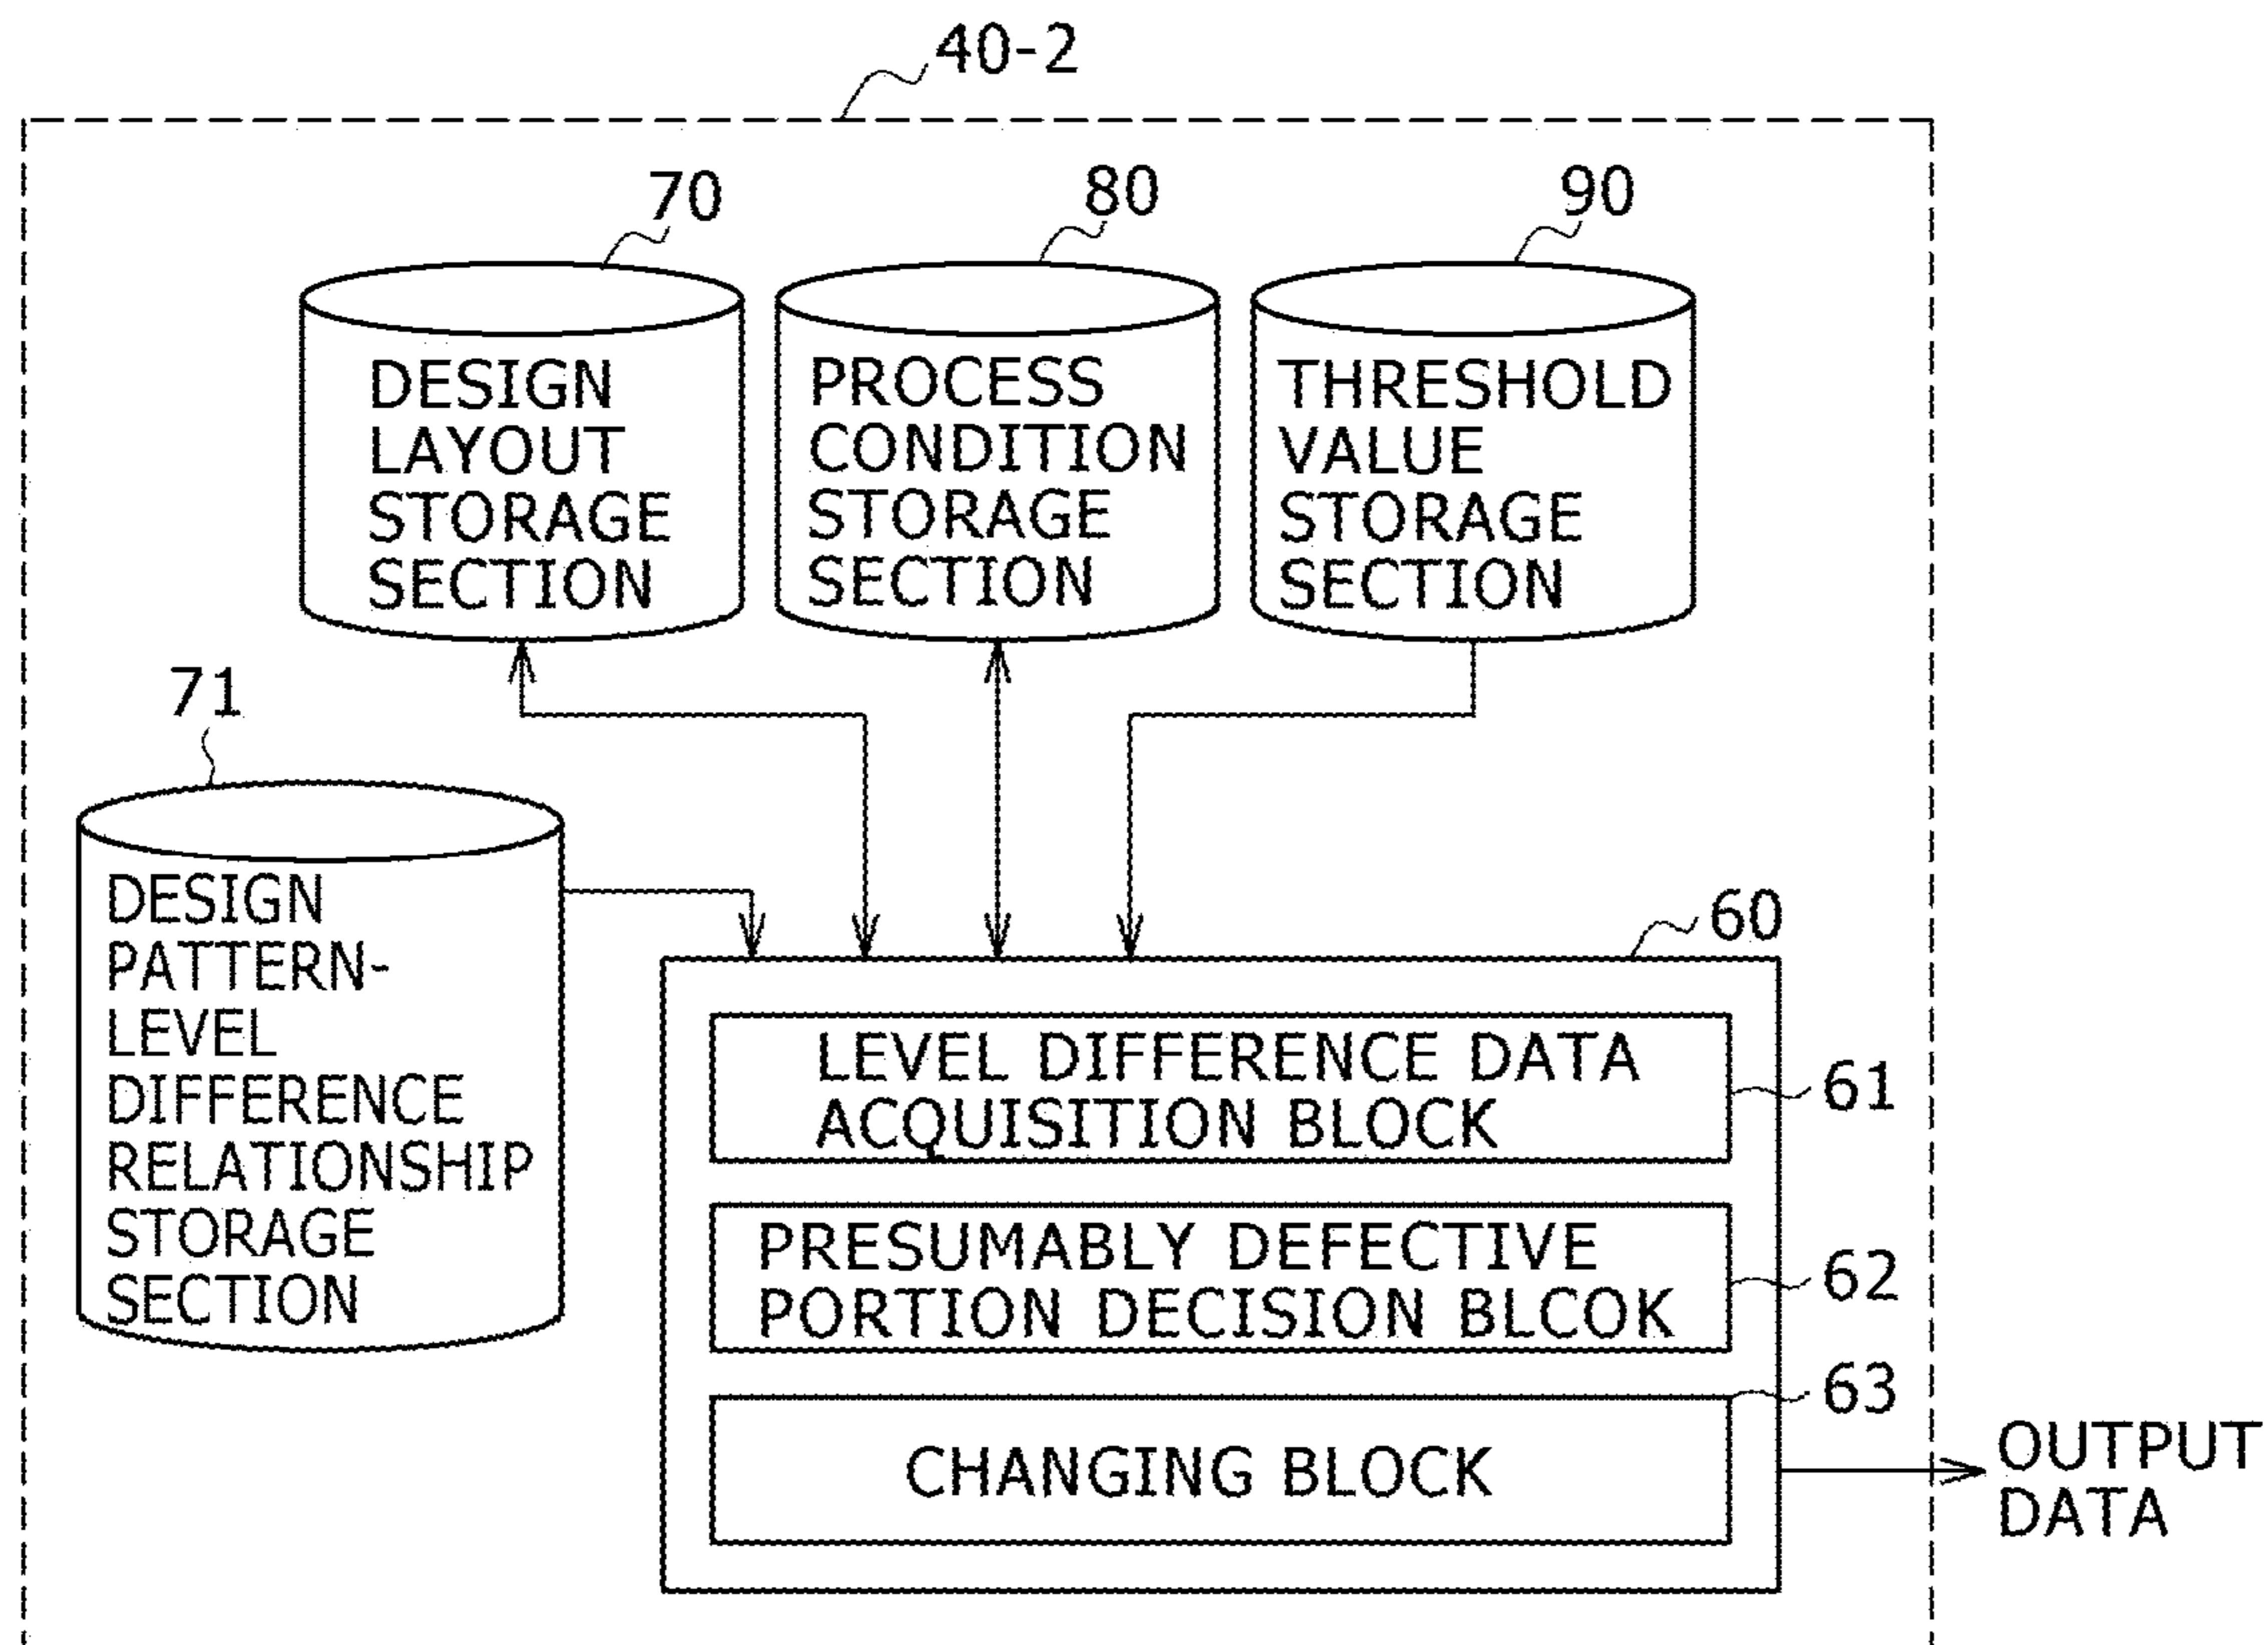 40-2
70
80
90
DESIGN
LAYOUT
STORAGE
SECTION
PROCESS
CONDITION
STORAGE
SECTION
THRESHOLD
VALUE
STORAGE
SECTION
71
DESIGN
PATTERN-
LEVEL
DIFFERENCE
RELATIONSHIP
STORAGE
SECTION
60
LEVEL DIFFERENCE DATA
ACQUISITION BLOCK
61
PRESUMABLY DEFECTIVE
PORTION DECISION BLCOK
62
63
CHANGING BLOCK
OUTPUT
DATA